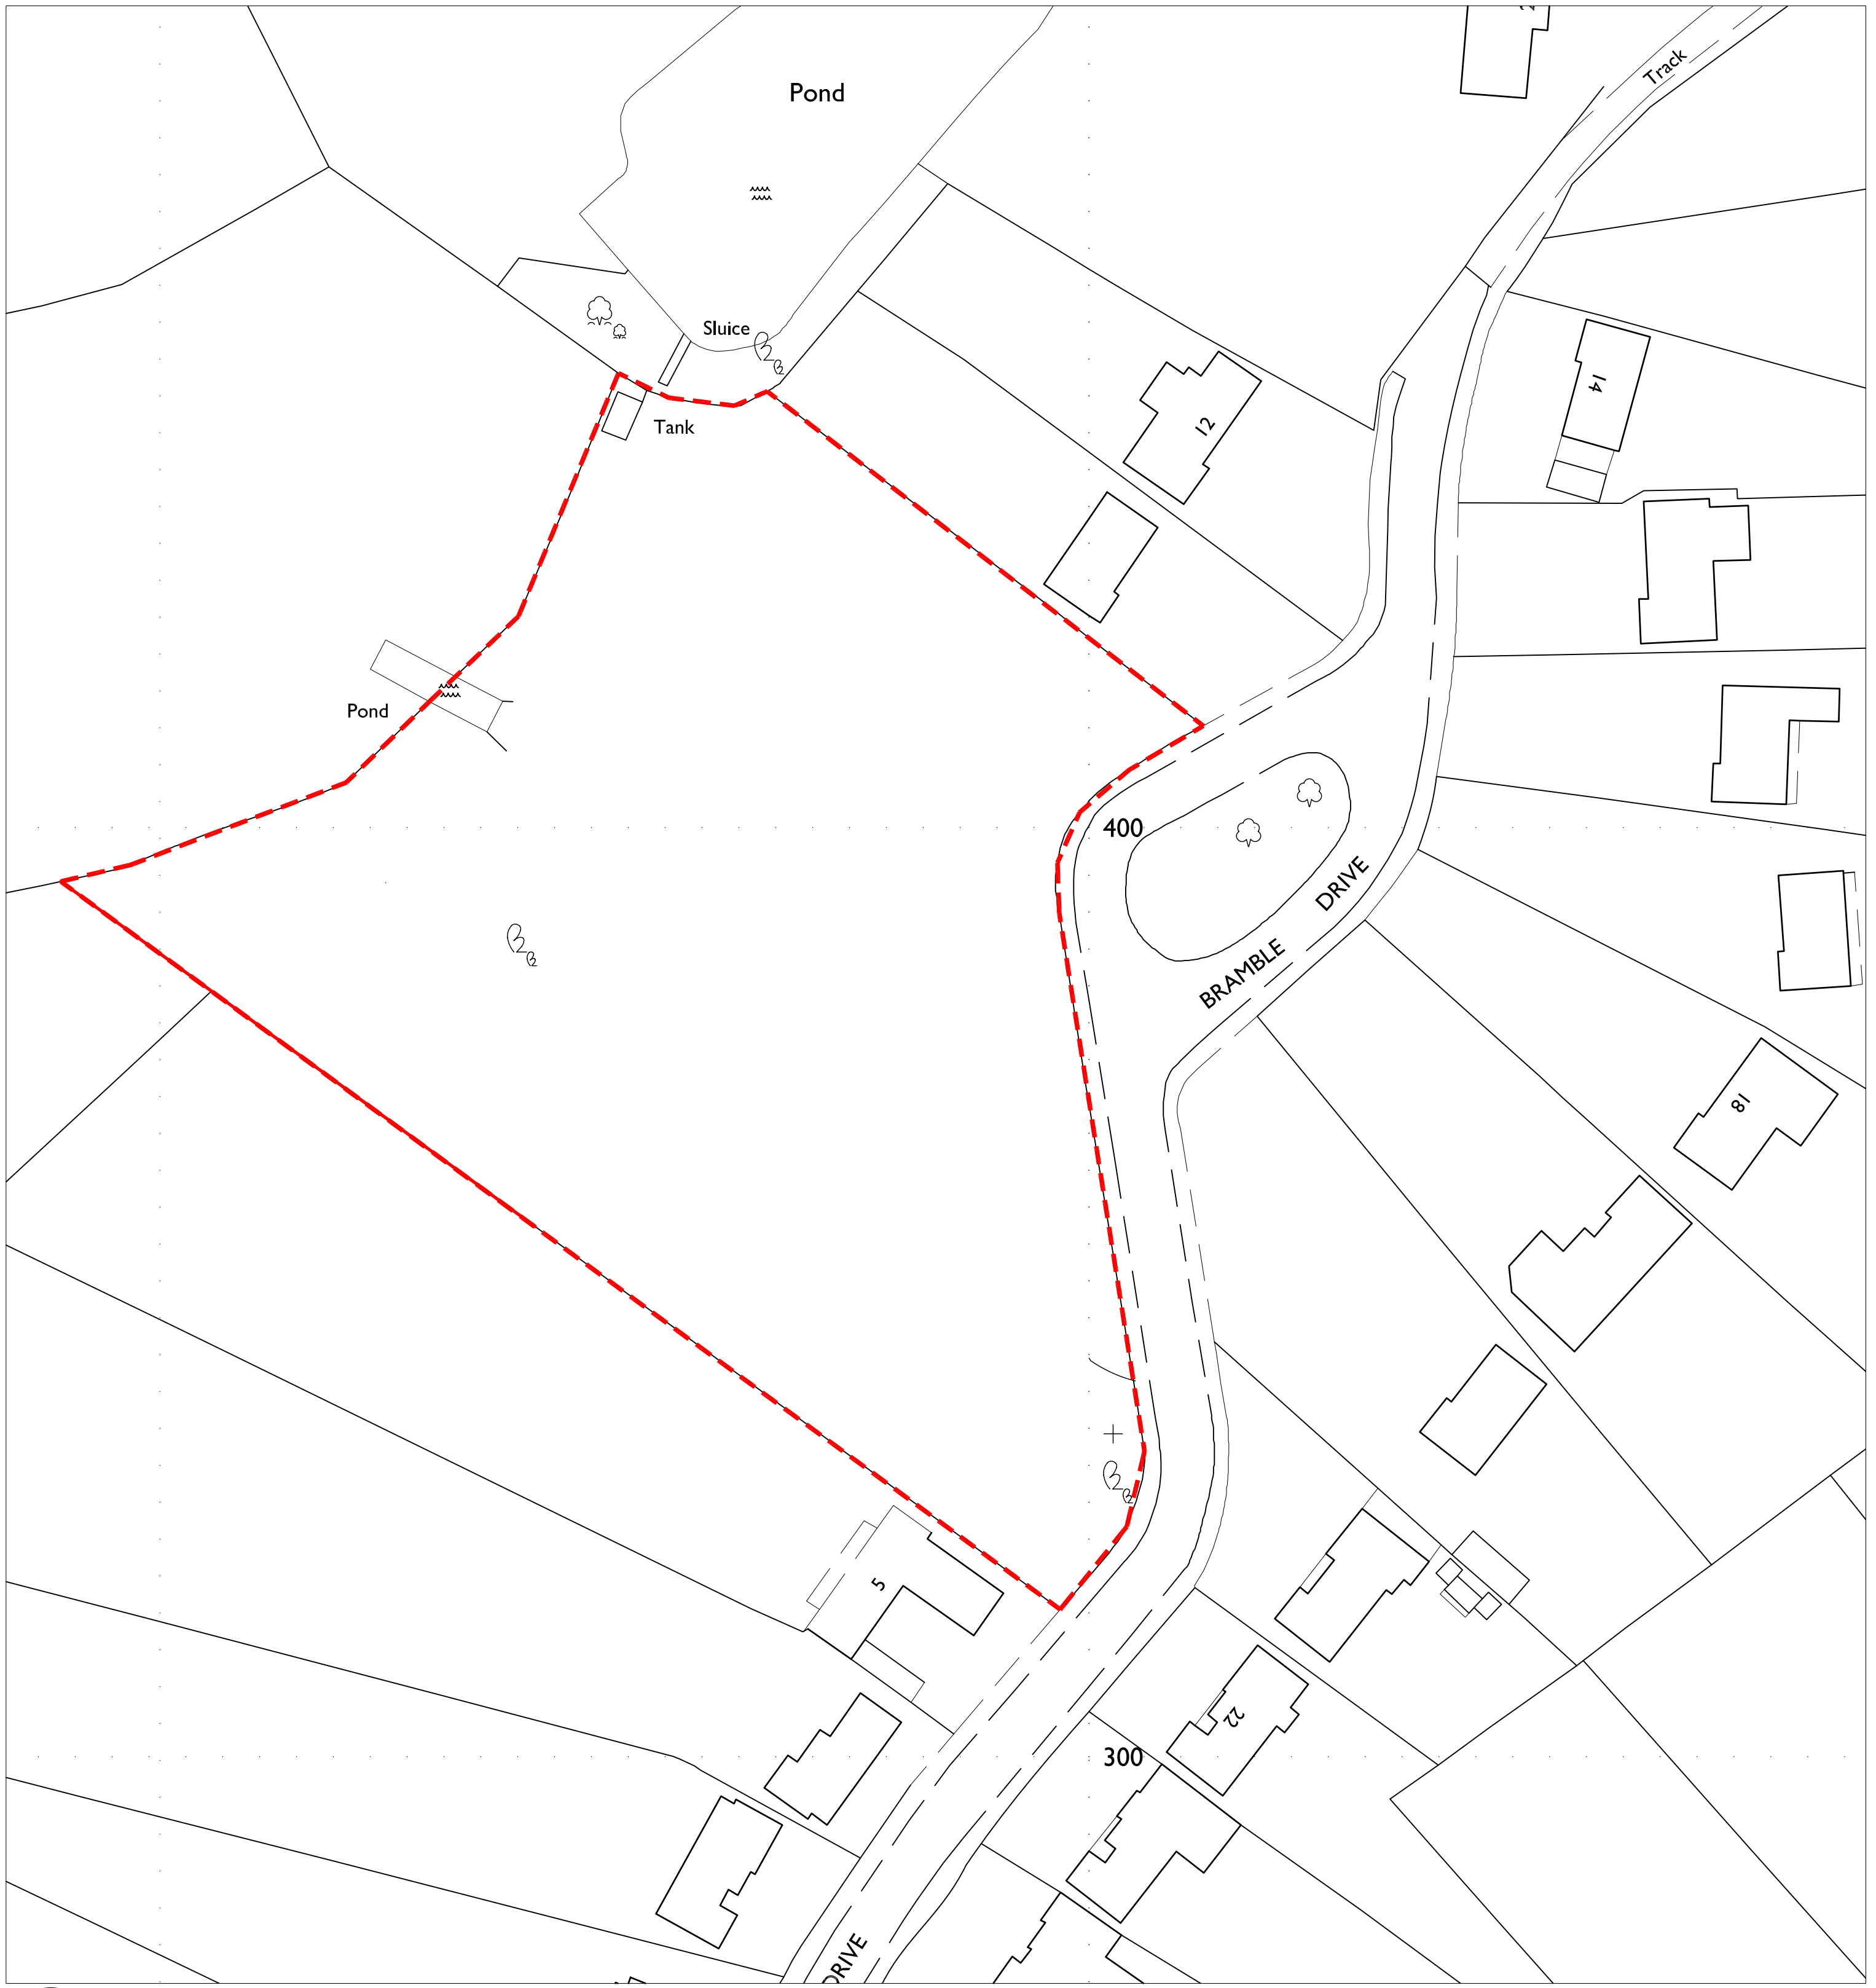 Pond
Track
Sluice
Tank
14
12
Pond
400
BRAMBLE DRIVE
18
5
22
300
DRIVE